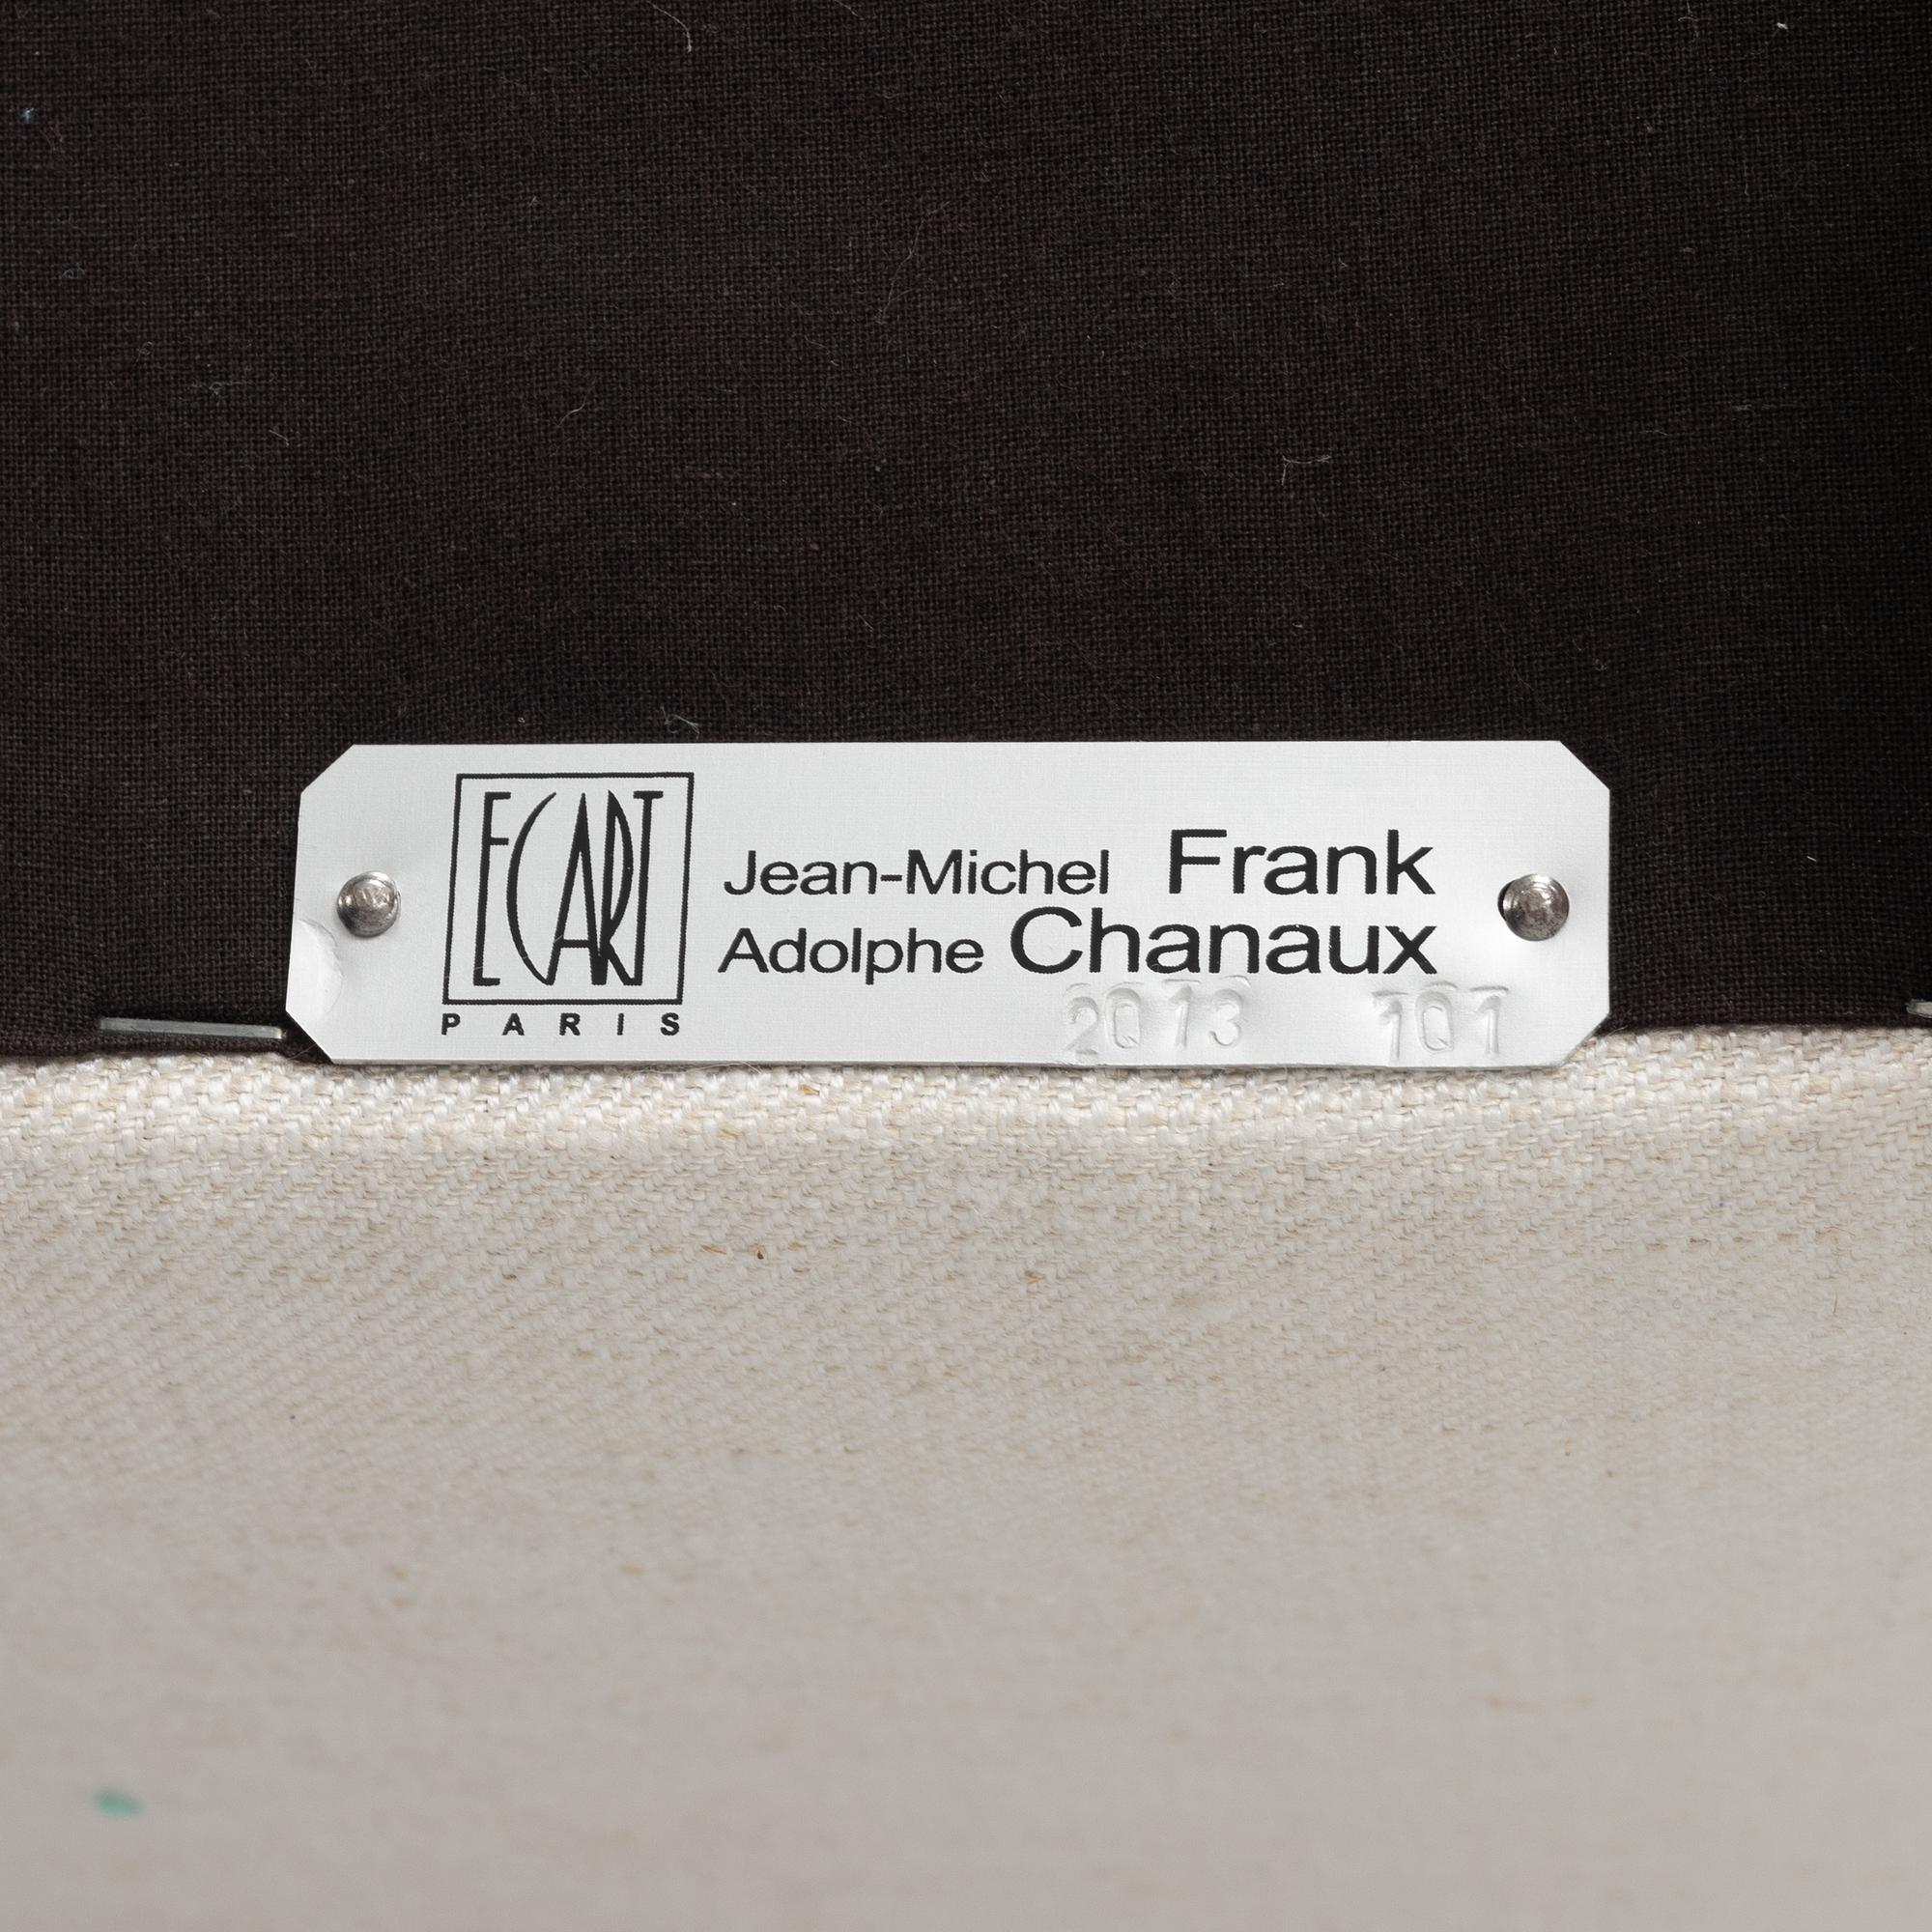 ECART
PARIS
Jean-Michel Frank
Adolphe Chanaux
2013 101